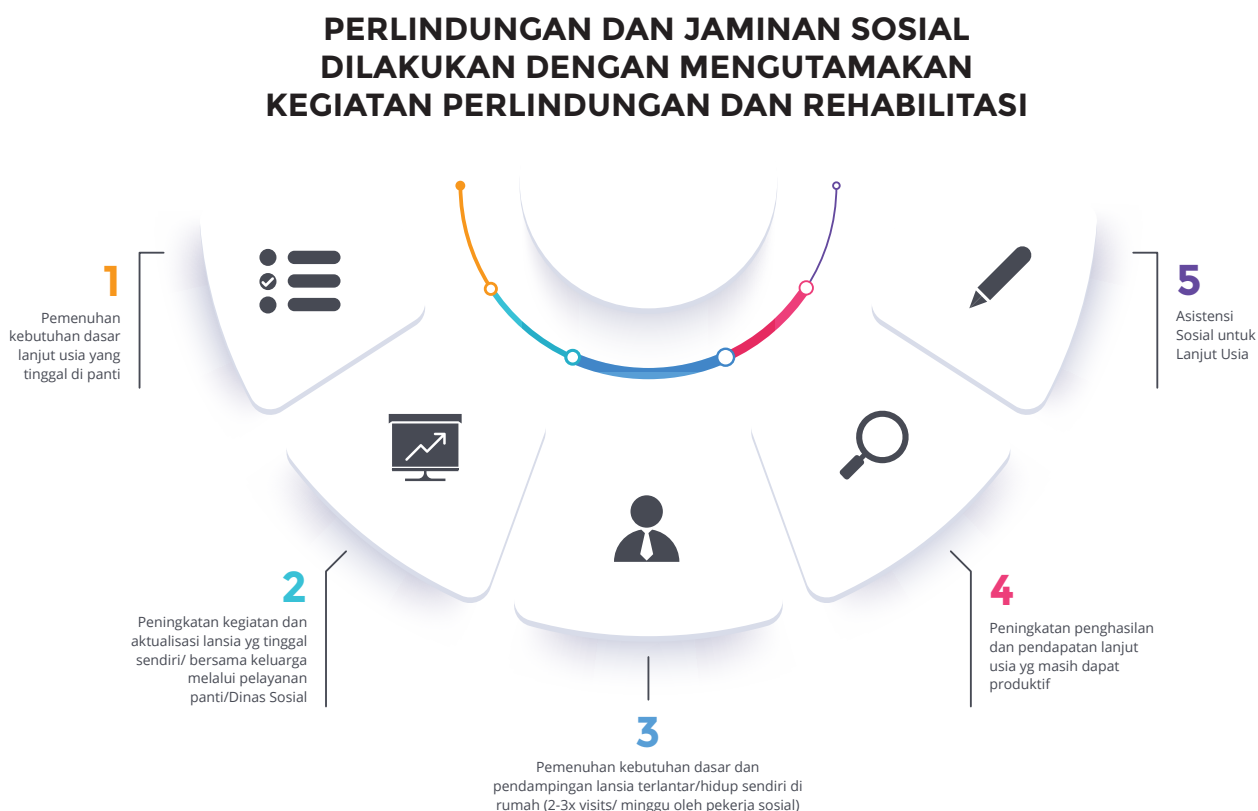 PERLINDUNGAN DAN JAMINAN SOSIAL
DILAKUKAN DENGAN MENGUTAMAKAN
KEGIATAN PERLINDUNGAN DAN REHABILITASI
1
Pemenuhan
kebutuhan dasar
lanjut usia yang
tinggal di panti
2
Peningkatan kegiatan dan
aktualisasi lansia yg tinggal
sendiri/ bersama keluarga
melalui pelayanan
panti/Dinas Sosial
3
Pemenuhan kebutuhan dasar dan
pendampingan lansia terlantar/hidup sendiri di
rumah (2-3x visits/ minggu oleh pekerja sosial)
4
Peningkatan penghasilan
dan pendapatan lanjut
usia yg masih dapat
produktif
5
Asistensi
Sosial untuk
Lanjut Usia